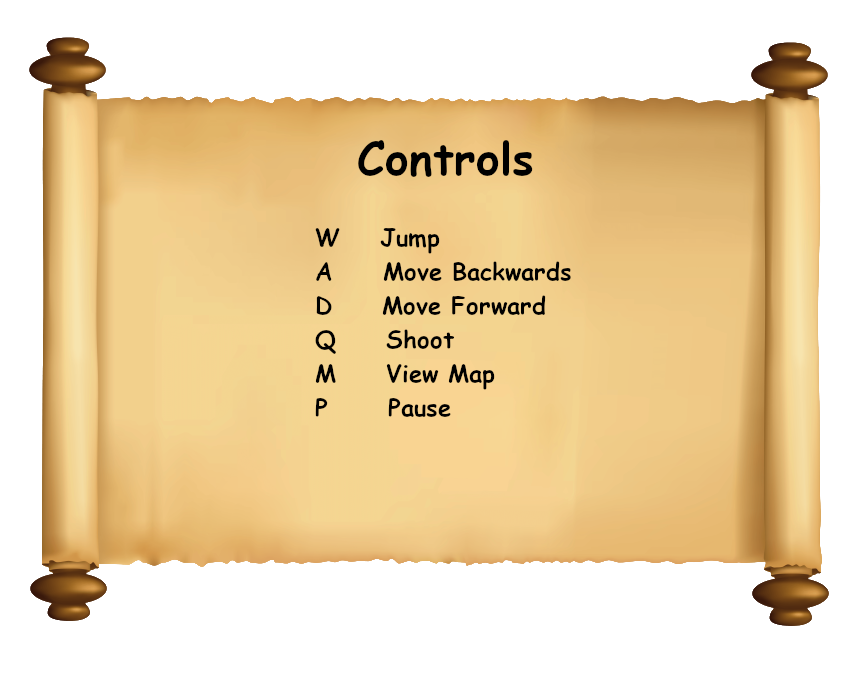 Controls
W Jump
A Move Backwards
D Move Forward
Q Shoot
M View Map
P Pause